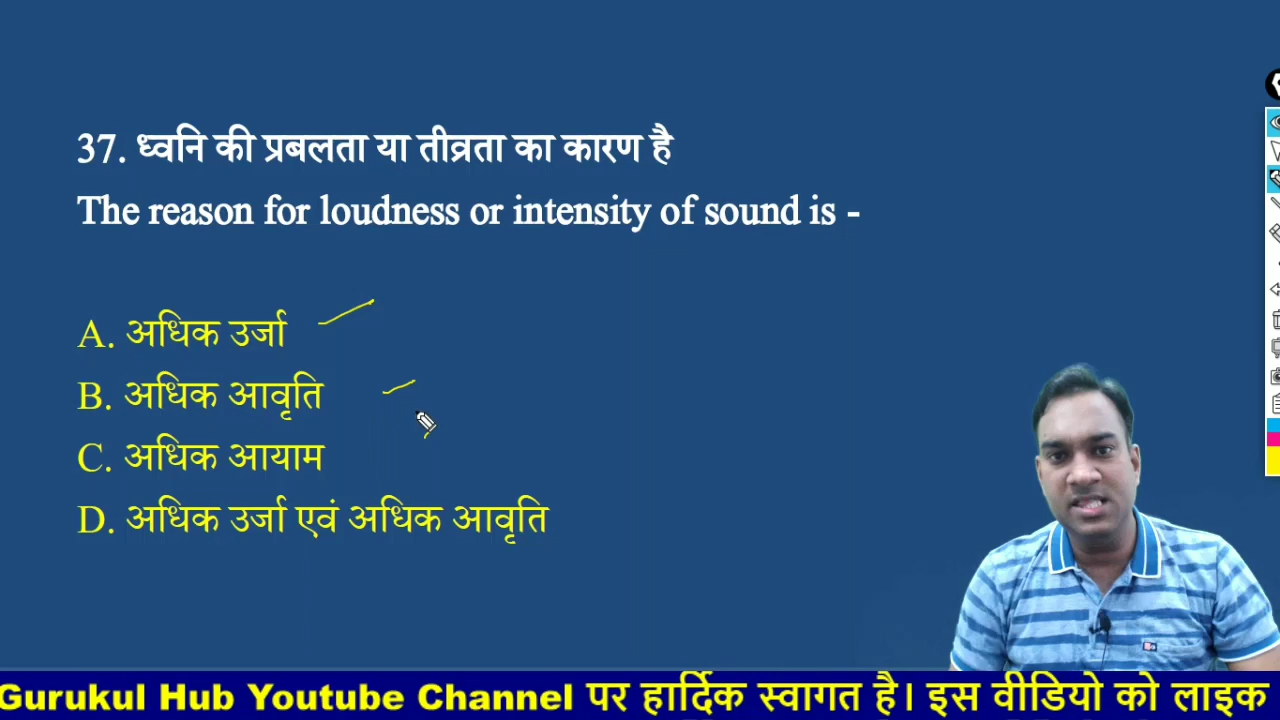 37. ध्वनि की प्रबलता या तीव्रता का कारण है
The reason for loudness or intensity of sound is -
A. अधिक उर्जा
B. अधिक आवृति
C. अधिक आयाम
D. अधिक उर्जा एवं अधिक आवृति
Gurukul Hub Youtube Channel पर हार्दिक स्वागत है। इस वीडियो को लाइक